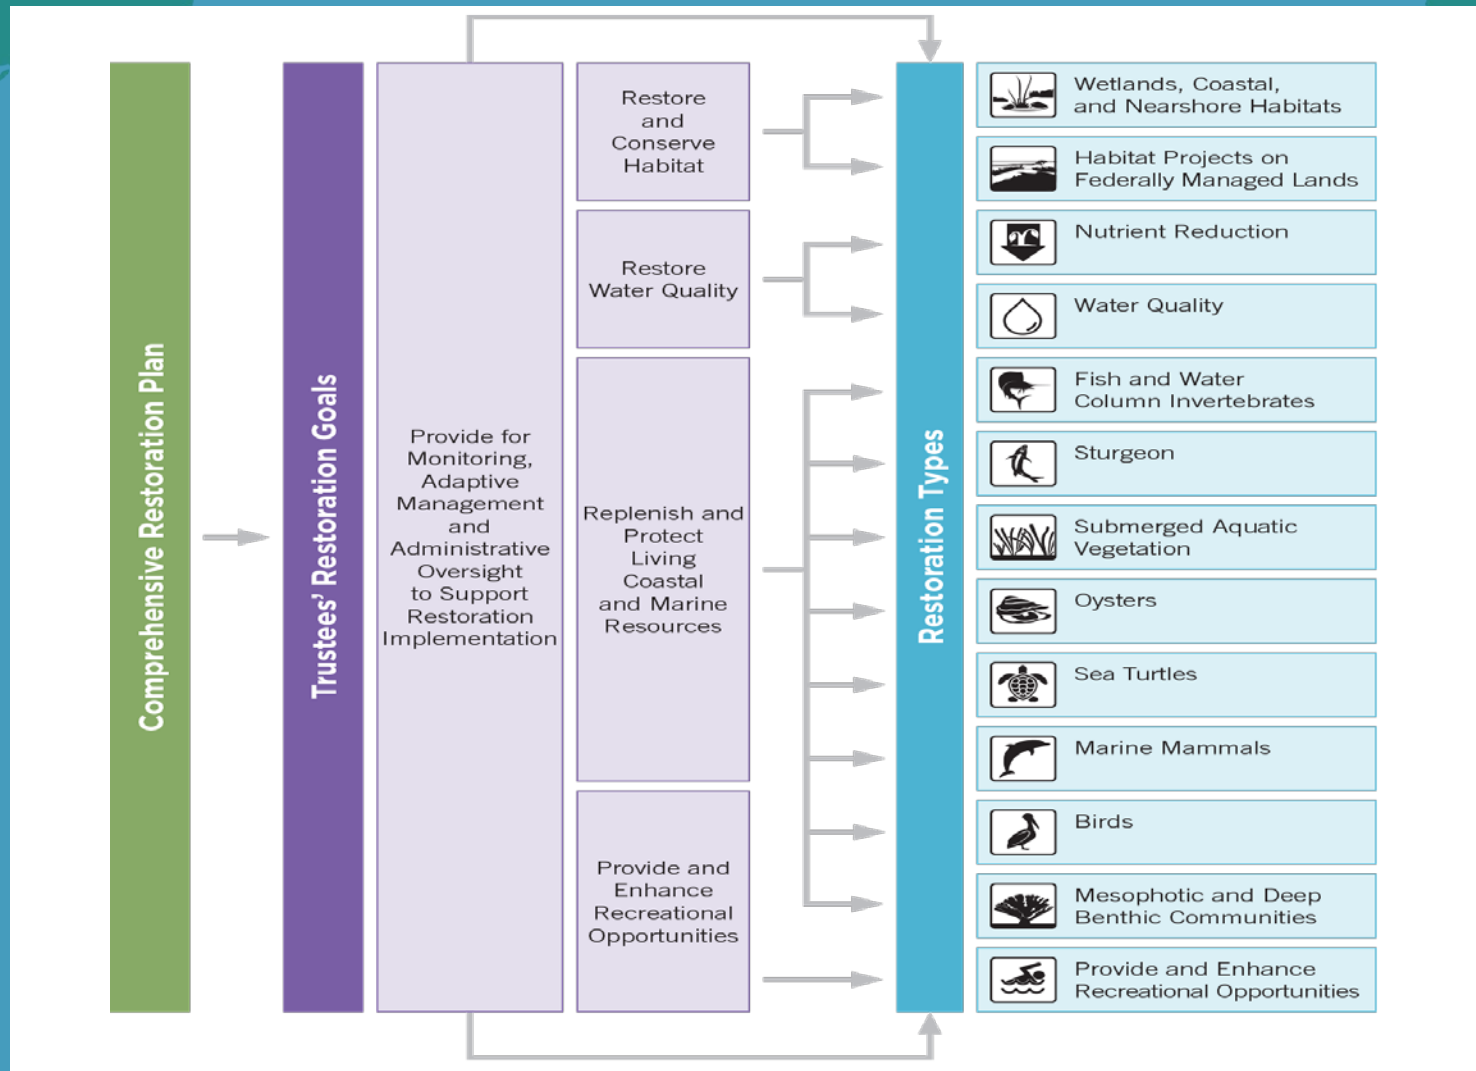 Comprehensive Restoration Plan
Trustees’ Restoration Goals
Provide for
Monitoring,
Adaptive
Management
and
Administrative
Oversight
to Support
Restoration
Implementation
Restore
and
Conserve
Habitat
Restore
Water Quality
Replenish and
Protect
Living
Coastal
and Marine
Resources
Provide and
Enhance
Recreational
Opportunities
Restoration Types
Wetlands, Coastal,
and Nearshore Habitats
Habitat Projects on
Federally Managed Lands
Nutrient Reduction
Water Quality
Fish and Water
Column Invertebrates
Sturgeon
Submerged Aquatic
Vegetation
Oysters
Sea Turtles
Marine Mammals
Birds
Mesophotic and Deep
Benthic Communities
Provide and Enhance
Recreational Opportunities